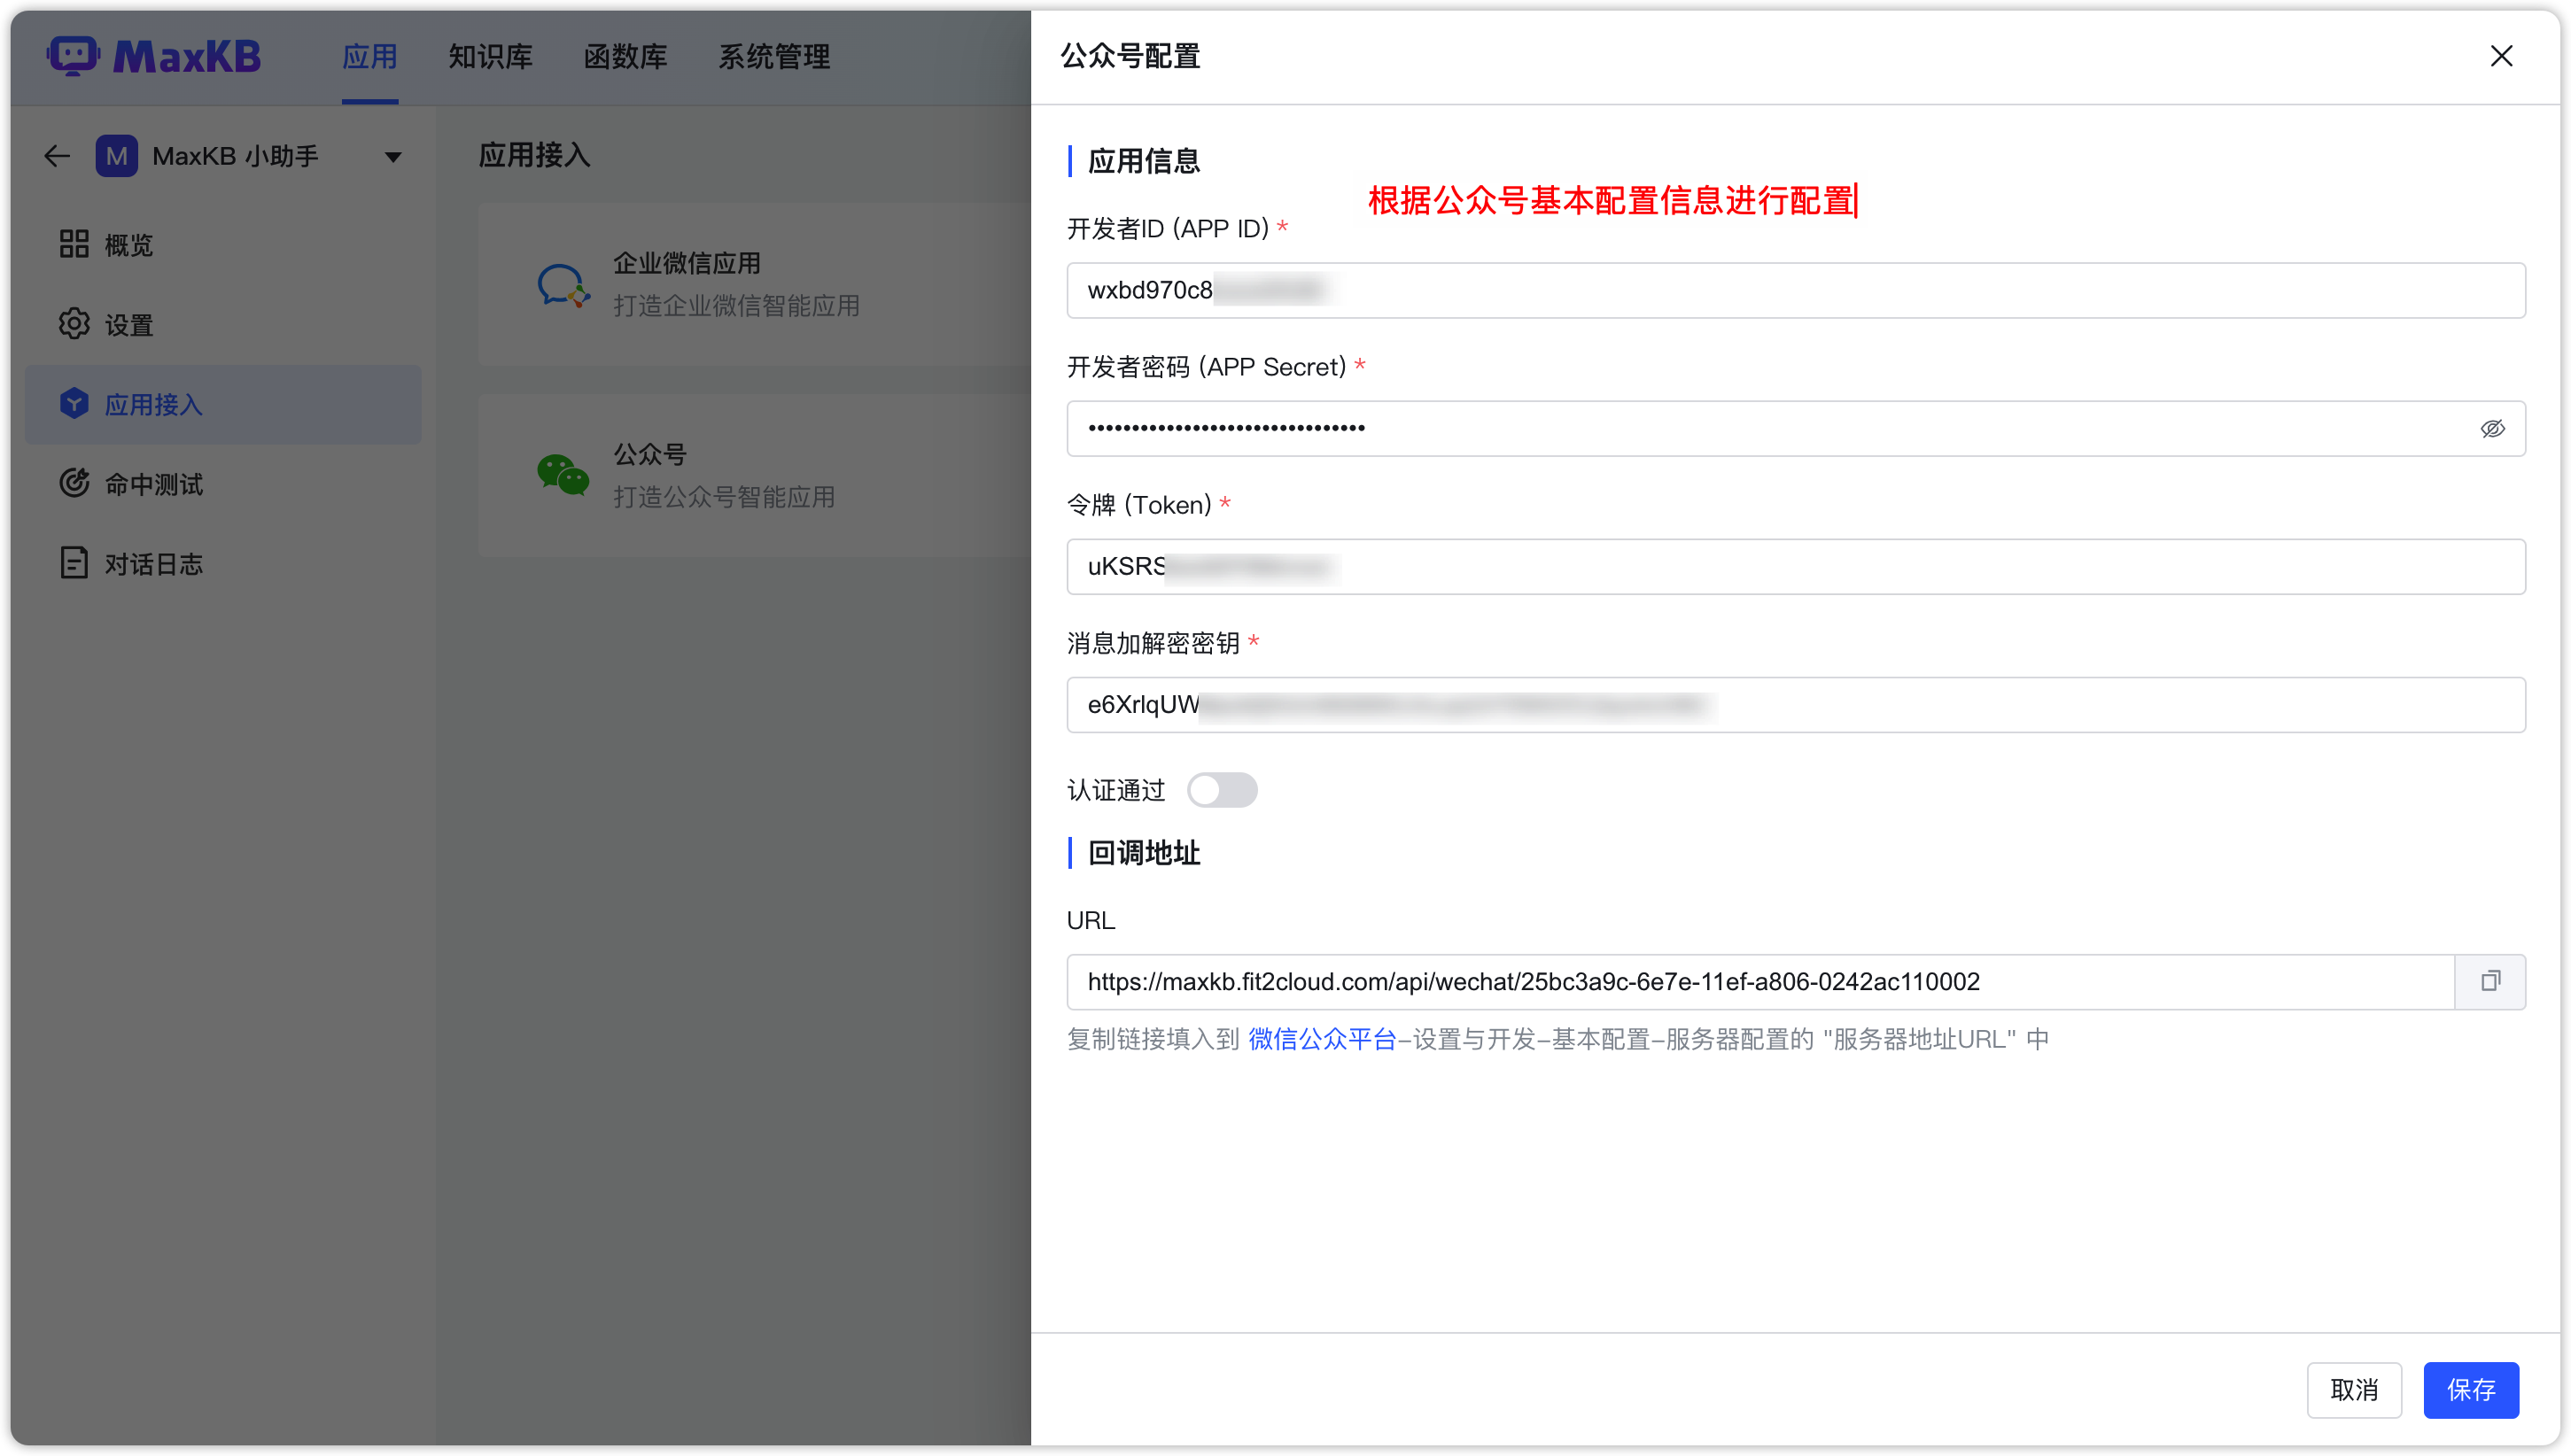 MaxKB 应用 知识库 函数库 系统管理
M MaxKB 小助手
概览
设置
应用接入
命中测试
对话日志
应用接入
企业微信应用
打造企业微信智能应用
公众号
打造公众号智能应用
公众号配置
应用信息
根据公众号基本配置信息进行配置
开发者ID (APP ID) *
wxbd970c8
开发者密码 (APP Secret) *
••••••••••••••••••••••••••••••••
令牌 (Token) *
uKSRS
消息加解密密钥 *
e6XrlqUW
认证通过
回调地址
URL
https://maxkb.fit2cloud.com/api/wechat/25bc3a9c-6e7e-11ef-a806-0242ac110002
复制链接填入到 微信公众平台-设置与开发-基本配置-服务器配置的 "服务器地址URL" 中
取消 保存